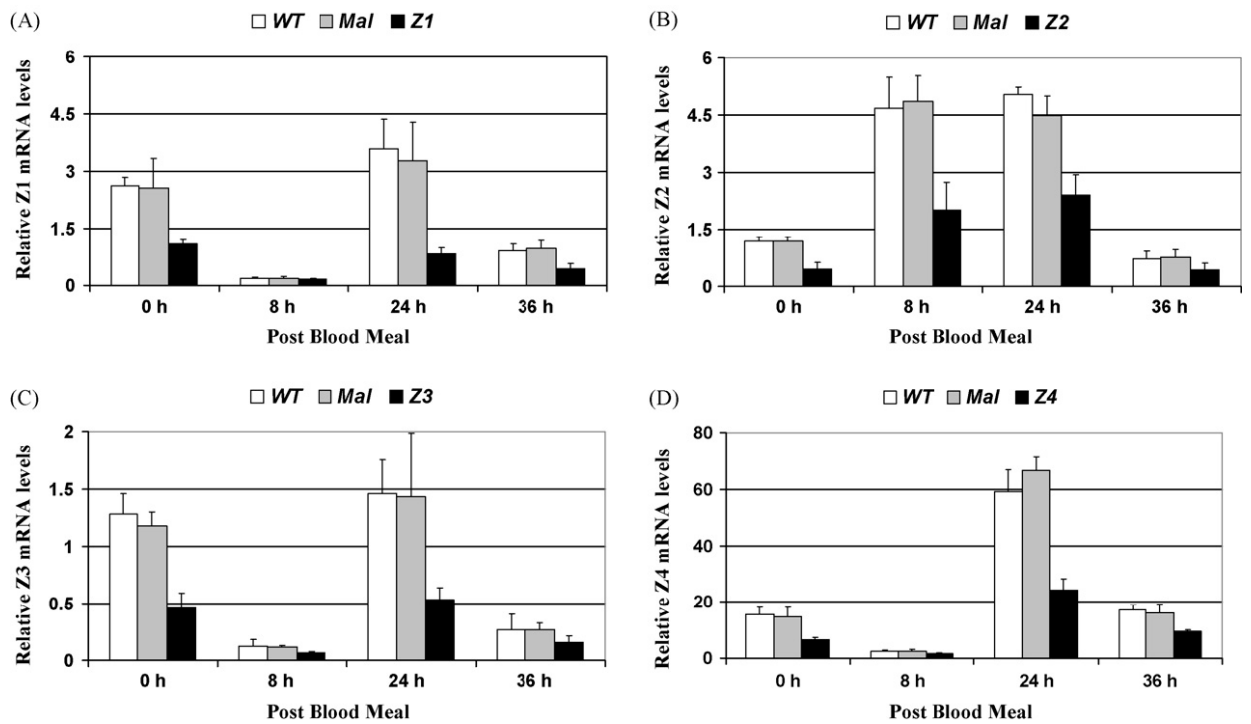 (A)
WT Mal Z1
Relative Z1 mRNA levels
6
4.5
3
1.5
0
0 h 8 h 24 h 36 h
Post Blood Meal
(B)
WT Mal Z2
Relative Z2 mRNA levels
6
4.5
3
1.5
0
0 h 8 h 24 h 36 h
Post Blood Meal
(C)
WT Mal Z3
Relative Z3 mRNA levels
2
1.5
1
0.5
0
0 h 8 h 24 h 36 h
Post Blood Meal
(D)
WT Mal Z4
Relative Z4 mRNA levels
80
60
40
20
0
0 h 8 h 24 h 36 h
Post Blood Meal